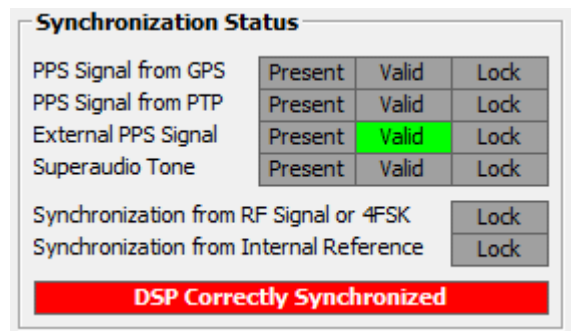 Synchronization Status
PPS Signal from GPS Present Valid Lock
PPS Signal from PTP Present Valid Lock
External PPS Signal Present Valid Lock
Superaudio Tone Present Valid Lock
Synchronization from RF Signal or 4FSK Lock
Synchronization from Internal Reference Lock
DSP Correctly Synchronized